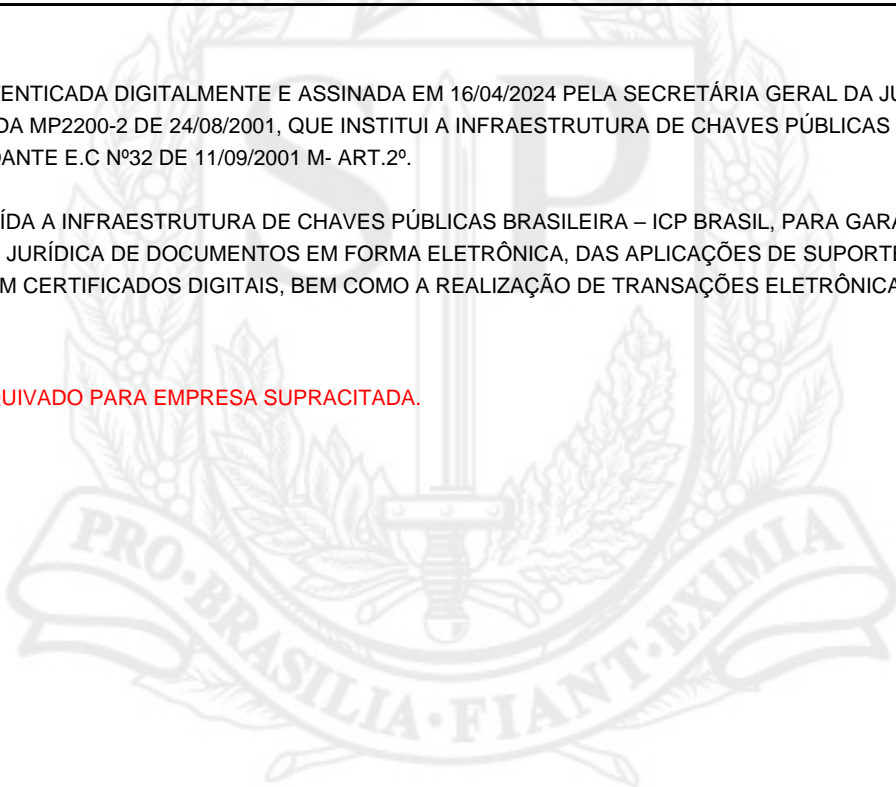 ENTICADA DIGITALMENTE E ASSINADA EM 16/04/2024 PELA SECRETÁRIA GERAL DA JU
DA MP2200-2 DE 24/08/2001, QUE INSTITUI A INFRAESTRUTURA DE CHAVES PÚBLICAS
DANTE E.C Nº32 DE 11/09/2001 M- ART.2º.
ÍDA A INFRAESTRUTURA DE CHAVES PÚBLICAS BRASILEIRA – ICP BRASIL, PARA GARA
JURÍDICA DE DOCUMENTOS EM FORMA ELETRÔNICA, DAS APLICAÇÕES DE SUPORTE
M CERTIFICADOS DIGITAIS, BEM COMO A REALIZAÇÃO DE TRANSAÇÕES ELETRÔNICA
UIVADO PARA EMPRESA SUPRACITADA.
SP
PRO·BRASILIA·FIANT·EXIMIA